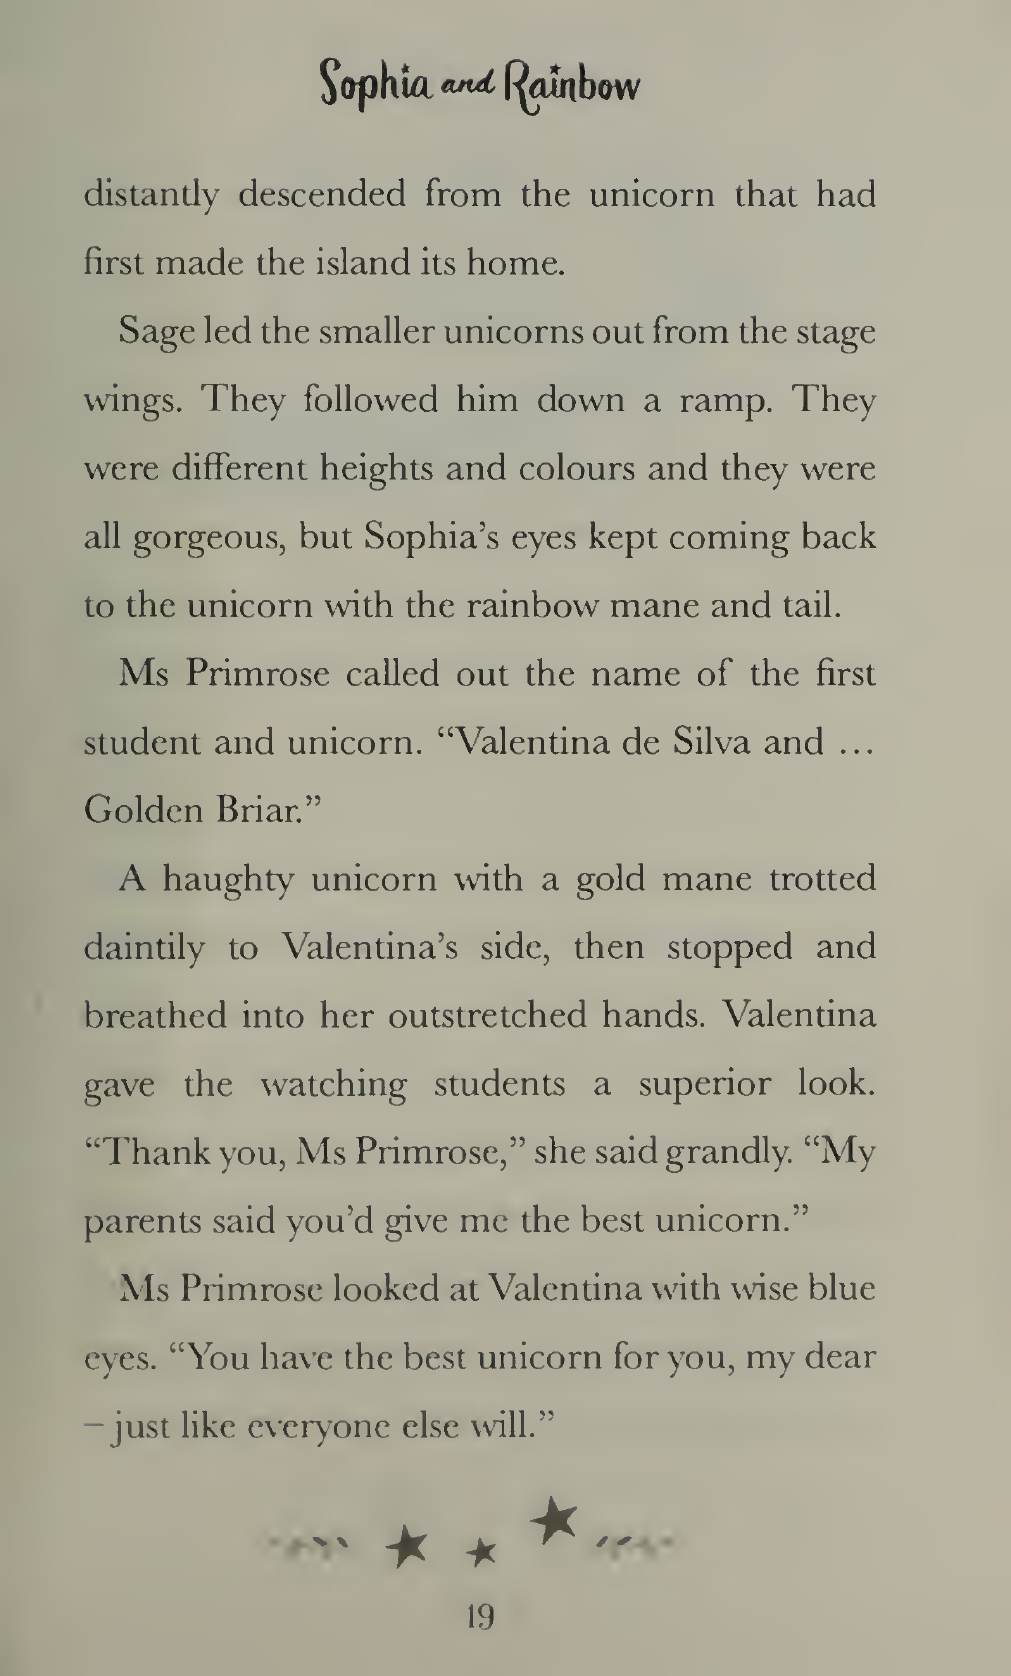 Sophia and Rainbow
distantly descended from the unicorn that had
first made the island its home.
Sage led the smaller unicorns out from the stage
wings. They followed him down a ramp. They
were different heights and colours and they were
all gorgeous, but Sophia’s eyes kept coming back
to the unicorn with the rainbow mane and tail.
Ms Primrose called out the name of the first
student and unicorn. “Valentina de Silva and …
Golden Briar.”
A haughty unicorn with a gold mane trotted
daintily to Valentina’s side, then stopped and
breathed into her outstretched hands. Valentina
gave the watching students a superior look.
“Thank you, Ms Primrose,” she said grandly. “My
parents said you’d give me the best unicorn.”
Ms Primrose looked at Valentina with wise blue
eyes. “You have the best unicorn for you, my dear
– just like everyone else will.”
19